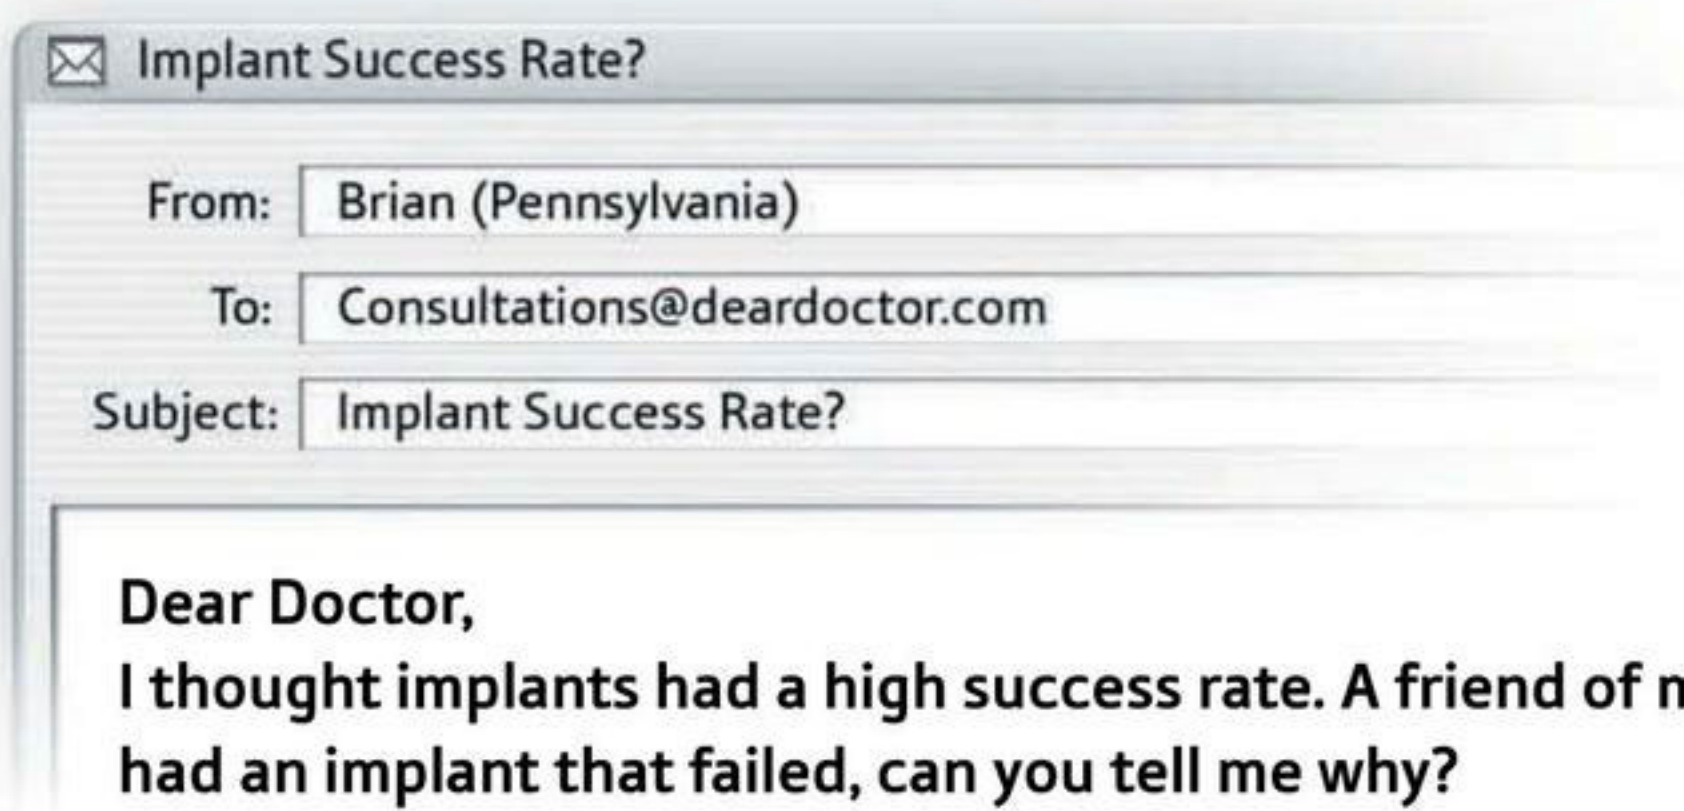 Implant Success Rate?
From: Brian (Pennsylvania)
To: Consultations@deardoctor.com
Subject: Implant Success Rate?
Dear Doctor,
I thought implants had a high success rate. A friend of
had an implant that failed, can you tell me why?